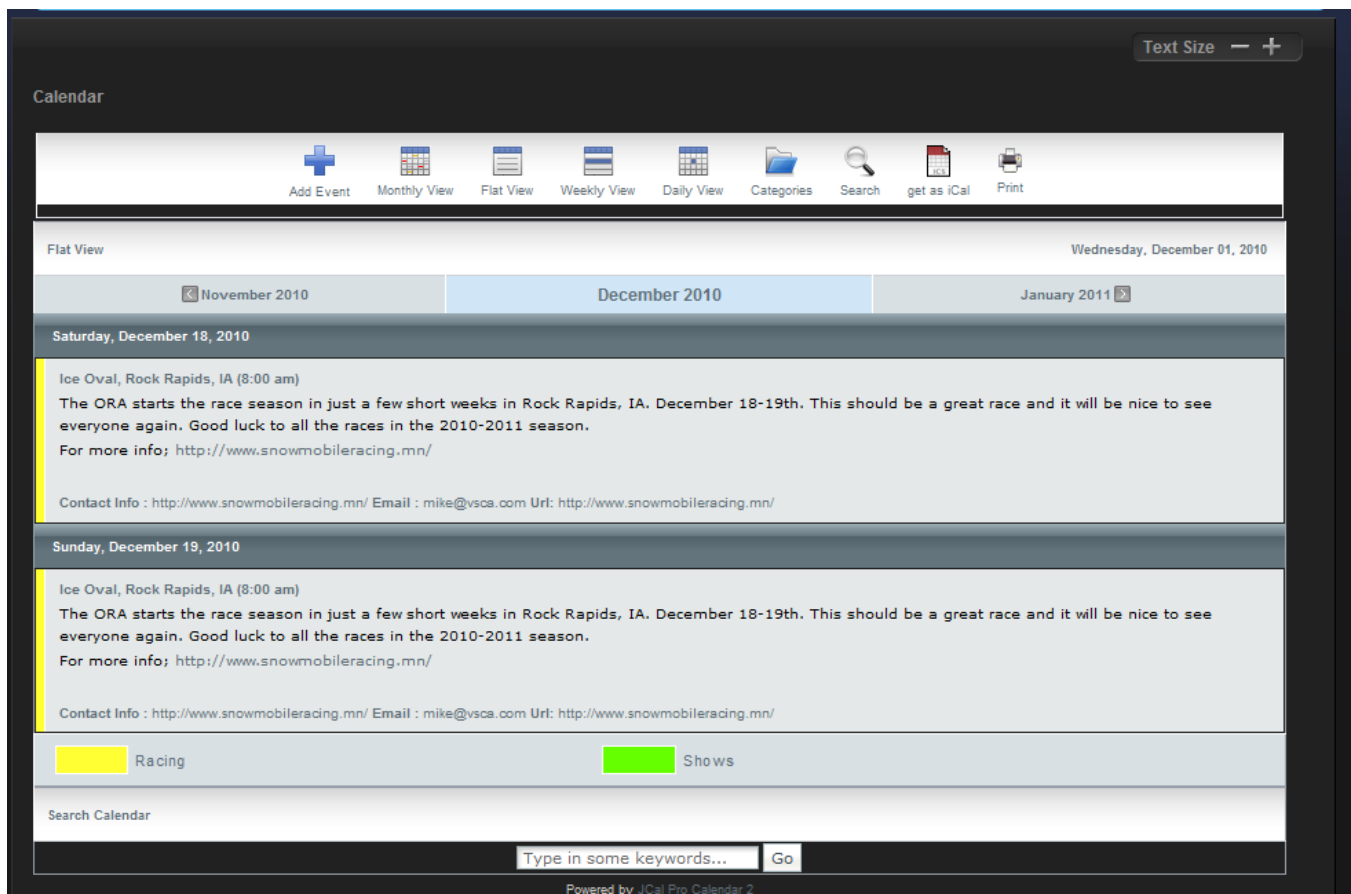 Text Size
Calendar
Add Event Monthly View Flat View Weekly View Daily View Categories Search get as iCal Print
ICS
Flat View Wednesday, December 01, 2010
November 2010 December 2010 January 2011
Saturday, December 18, 2010
Ice Oval, Rock Rapids, IA (8:00 am)
The ORA starts the race season in just a few short weeks in Rock Rapids, IA. December 18-19th. This should be a great race and it will be nice to see
everyone again. Good luck to all the races in the 2010-2011 season.
For more info; http://www.snowmobileracing.mn/
Contact Info : http://www.snowmobileracing.mn/ Email : mike@vsca.com Url: http://www.snowmobileracing.mn/
Sunday, December 19, 2010
Ice Oval, Rock Rapids, IA (8:00 am)
The ORA starts the race season in just a few short weeks in Rock Rapids, IA. December 18-19th. This should be a great race and it will be nice to see
everyone again. Good luck to all the races in the 2010-2011 season.
For more info; http://www.snowmobileracing.mn/
Contact Info : http://www.snowmobileracing.mn/ Email : mike@vsca.com Url: http://www.snowmobileracing.mn/
Racing Shows
Search Calendar
Type in some keywords... Go
Powered by JCal Pro Calendar 2